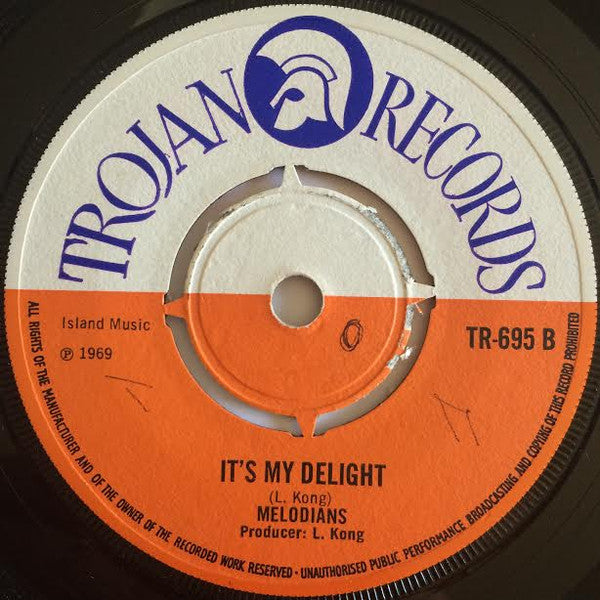 TROJAN RECORDS
Island Music
℗ 1969
TR-695 B
IT'S MY DELIGHT
(L. Kong)
MELODIANS
Producer: L. Kong
ALL RIGHTS OF THE MANUFACTURER AND OF THE OWNER OF THE RECORDED WORK RESERVED · UNAUTHORISED PUBLIC PERFORMANCE BROADCASTING AND COPYING OF THIS RECORD PROHIBITED